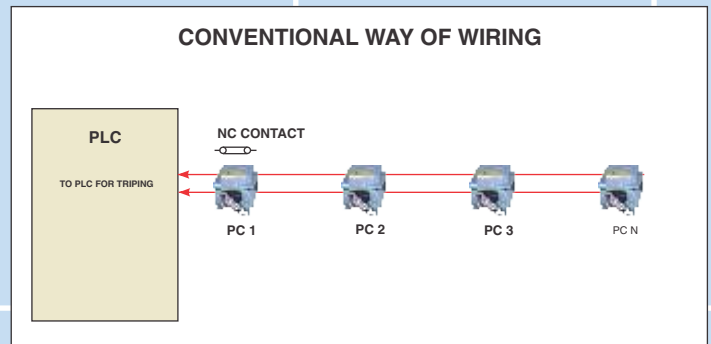 CONVENTIONAL WAY OF WIRING
PLC
NC CONTACT
TO PLC FOR TRIPING
PC 1
PC 2
PC 3
PC N